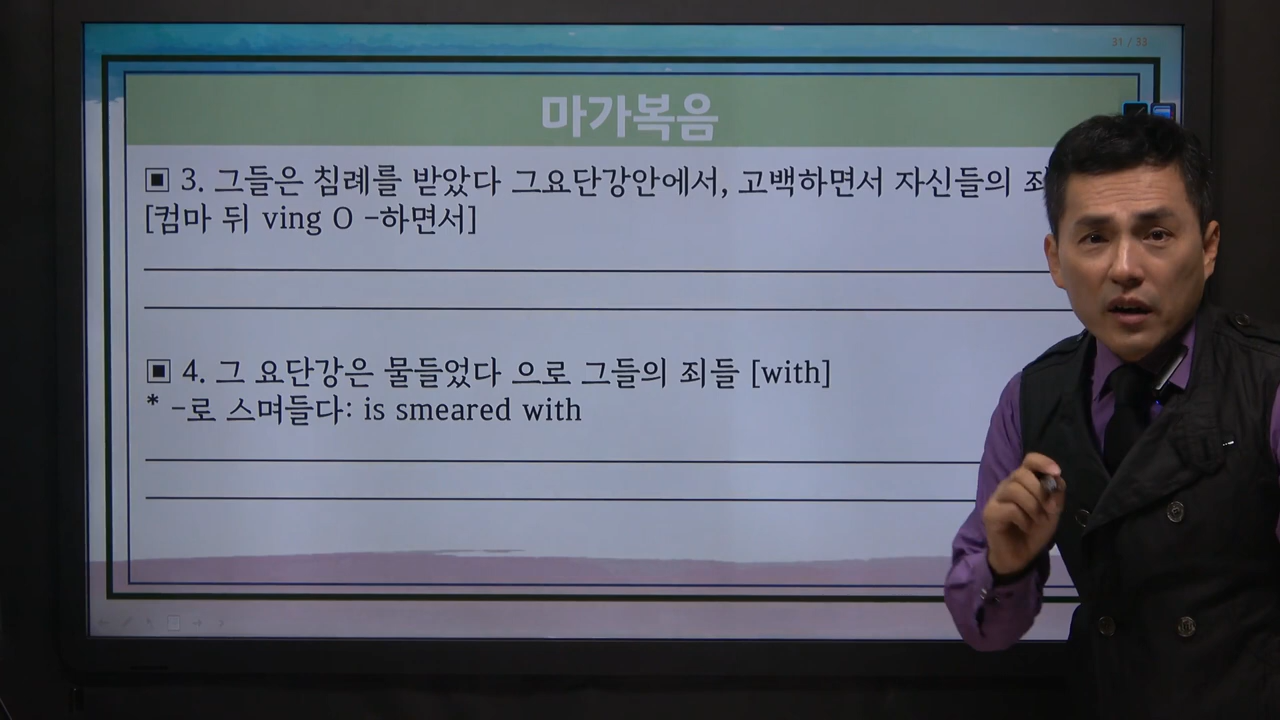 31 / 33
마가복음
▣ 3. 그들은 침례를 받았다 그요단강안에서, 고백하면서 자신들의 죄
[컴마 뒤 ving O -하면서]
▣ 4. 그 요단강은 물들었다 으로 그들의 죄들 [with]
* -로 스며들다: is smeared with